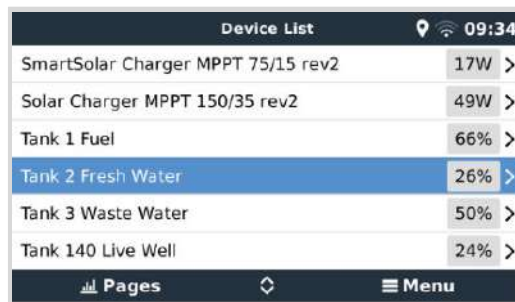 Device List 09:34
SmartSolar Charger MPPT 75/15 rev2 17W
Solar Charger MPPT 150/35 rev2 49W
Tank 1 Fuel 66%
Tank 2 Fresh Water 26%
Tank 3 Waste Water 50%
Tank 140 Live Well 24%
Pages Menu